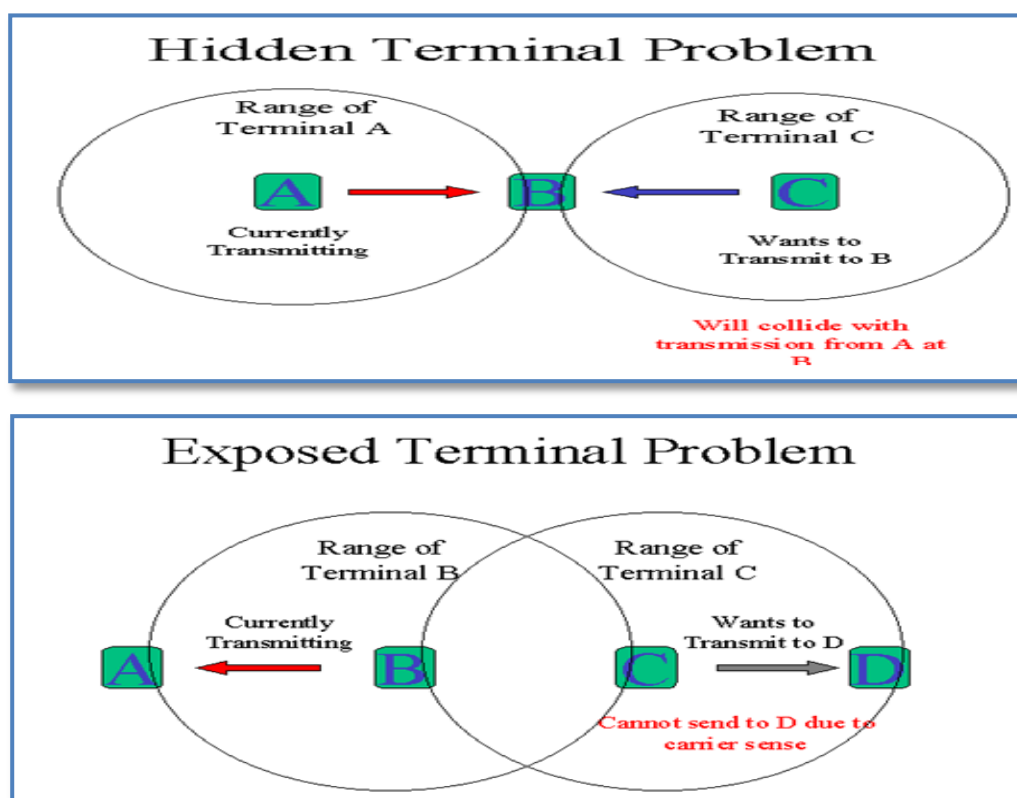 Hidden Terminal Problem
Range of
Terminal A
Range of
Terminal C
A
B
C
Currently
Transmitting
Wants to
Transmit to B
Will collide with
transmission from A at
B
Exposed Terminal Problem
Range of
Terminal B
Range of
Terminal C
Currently
Transmitting
Wants to
Transmit to D
A
B
C
D
Cannot send to D due to
carrier sense